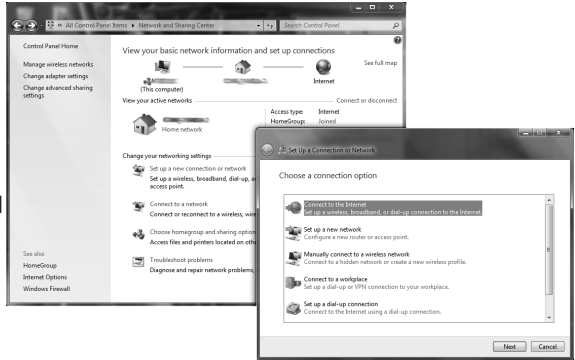 All Control Panel Items ▸ Network and Sharing Center
Search Control Panel
Control Panel Home
Manage wireless networks
Change adapter settings
Change advanced sharing
settings
See also
HomeGroup
Internet Options
Windows Firewall
View your basic network information and set up connections
See full map
(This computer)
Internet
View your active networks
Connect or disconnect
Home network
Access type: Internet
HomeGroup: Joined
Change your networking settings
Set up a new connection or network
Set up a wireless, broadband, dial-up,
access point.
Connect to a network
Connect or reconnect to a wireless,
Choose homegroup and sharing
Access files and printers located on
Troubleshoot problems
Diagnose and repair network problems,
Set Up a Connection or Network
Choose a connection option
Connect to the Internet
Set up a wireless, broadband, or dial-up connection to the Internet.
Set up a new network
Configure a new router or access point.
Manually connect to a wireless network
Connect to a hidden network or create a new wireless profile.
Connect to a workplace
Set up a dial-up or VPN connection to your workplace.
Set up a dial-up connection
Connect to the Internet using a dial-up connection.
Next
Cancel